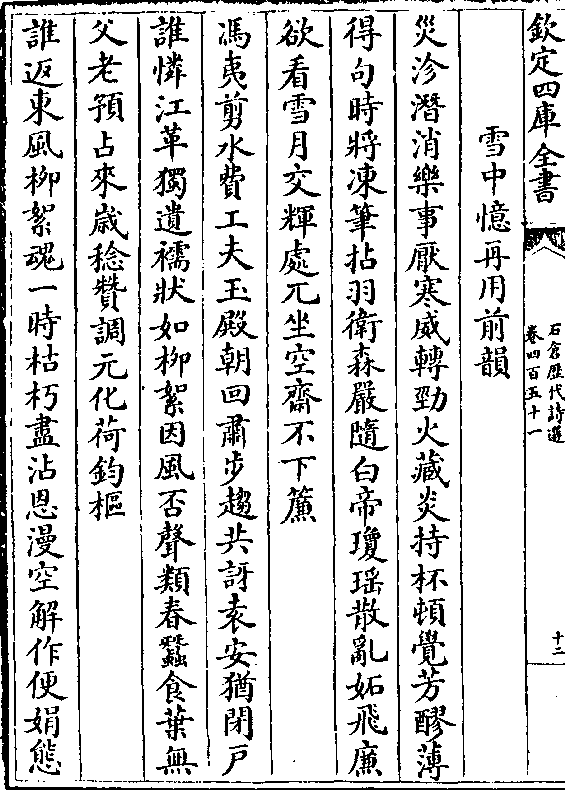 欽定四庫全書
石倉歷代詩選
卷四百五十一
十二
雪中憶再用前韻
災沴潛消樂事厭寒威轉勁火藏炎持杯頓覺芳醪薄
得句時將凍筆拈羽衛森嚴隨白帝瓊瑶散亂妬飛廉
欲看雪月交輝處兀坐空齋不下簾
馮夷剪水費工夫玉殿朝回肅步趨共訝袁安猶閉戸
誰憐江革獨遺襦狀如柳絮因風否聲類春蠶食葉無
父老預占來歳稔贊調元化荷鈞樞
誰返東風柳絮魂一時枯朽盡沾恩漫空解作便娟態